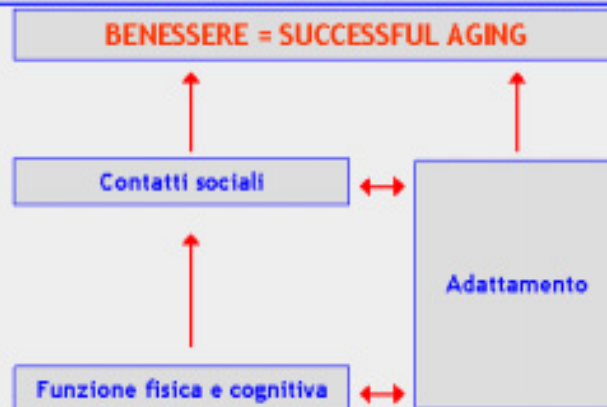 BENESSERE = SUCCESSFUL AGING
Contatti sociali
Adattamento
Funzione fisica e cognitiva